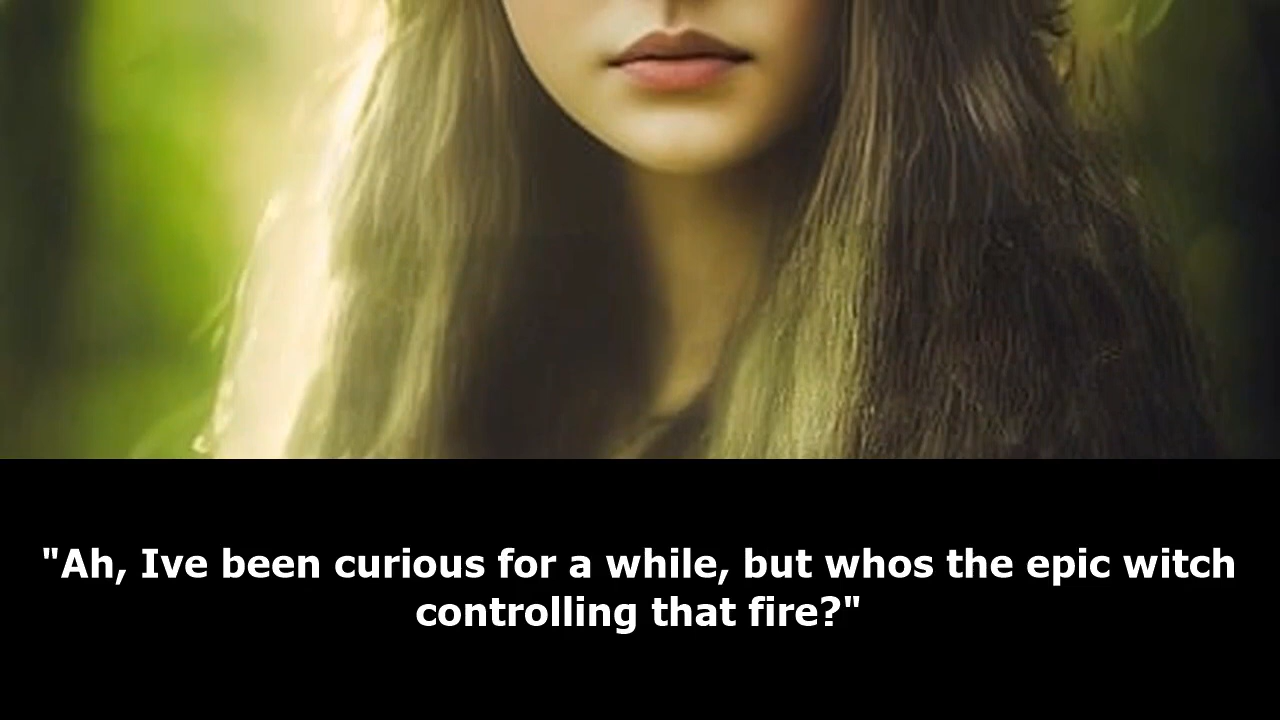 "Ah, Ive been curious for a while, but whos the epic witch
controlling that fire?"